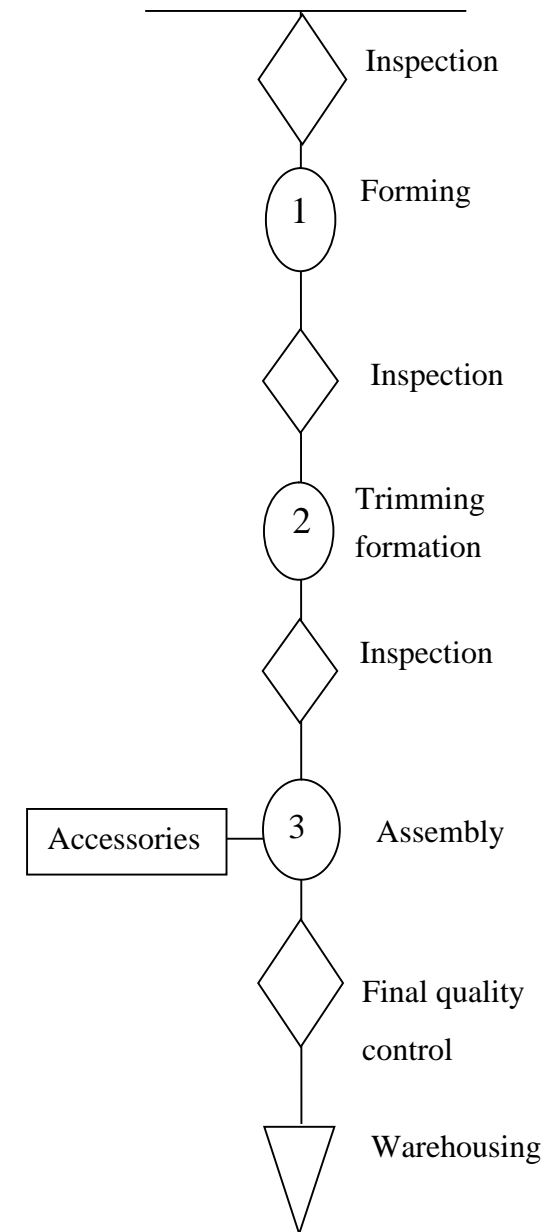 Inspection
1
Forming
Inspection
2
Trimming
formation
Inspection
Accessories
3
Assembly
Final quality
control
Warehousing